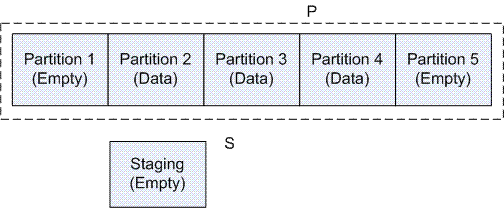 P
Partition 1
(Empty)
Partition 2
(Data)
Partition 3
(Data)
Partition 4
(Data)
Partition 5
(Empty)
S
Staging
(Empty)